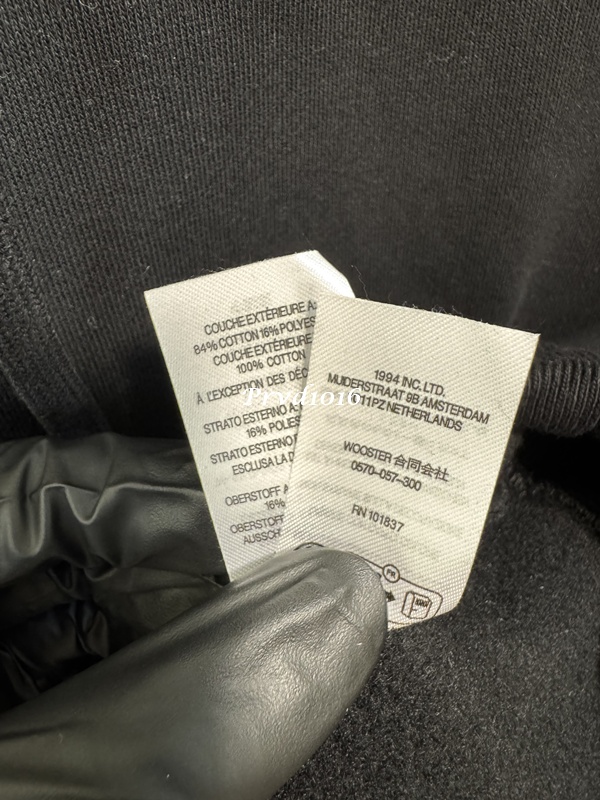 COUCHE EXTÉRIEURE A:
84% COTTON 16% POLYES
COUCHE EXTÉRIEURE
100% COTTON
À L'EXCEPTION DES DÉC
STRATO ESTERNO A:
16% POLIES
STRATO ESTERNO
ESCLUSA LA D
OBERSTOFF A
16%
OBERSTOFF
AUSSCH
1994 INC. LTD.
MUIDERSTRAAT 9B AMSTERDAM
1011PZ NETHERLANDS
WOOSTER 合同会社
0570-057-300
RN 101837
FR
Prvd1016